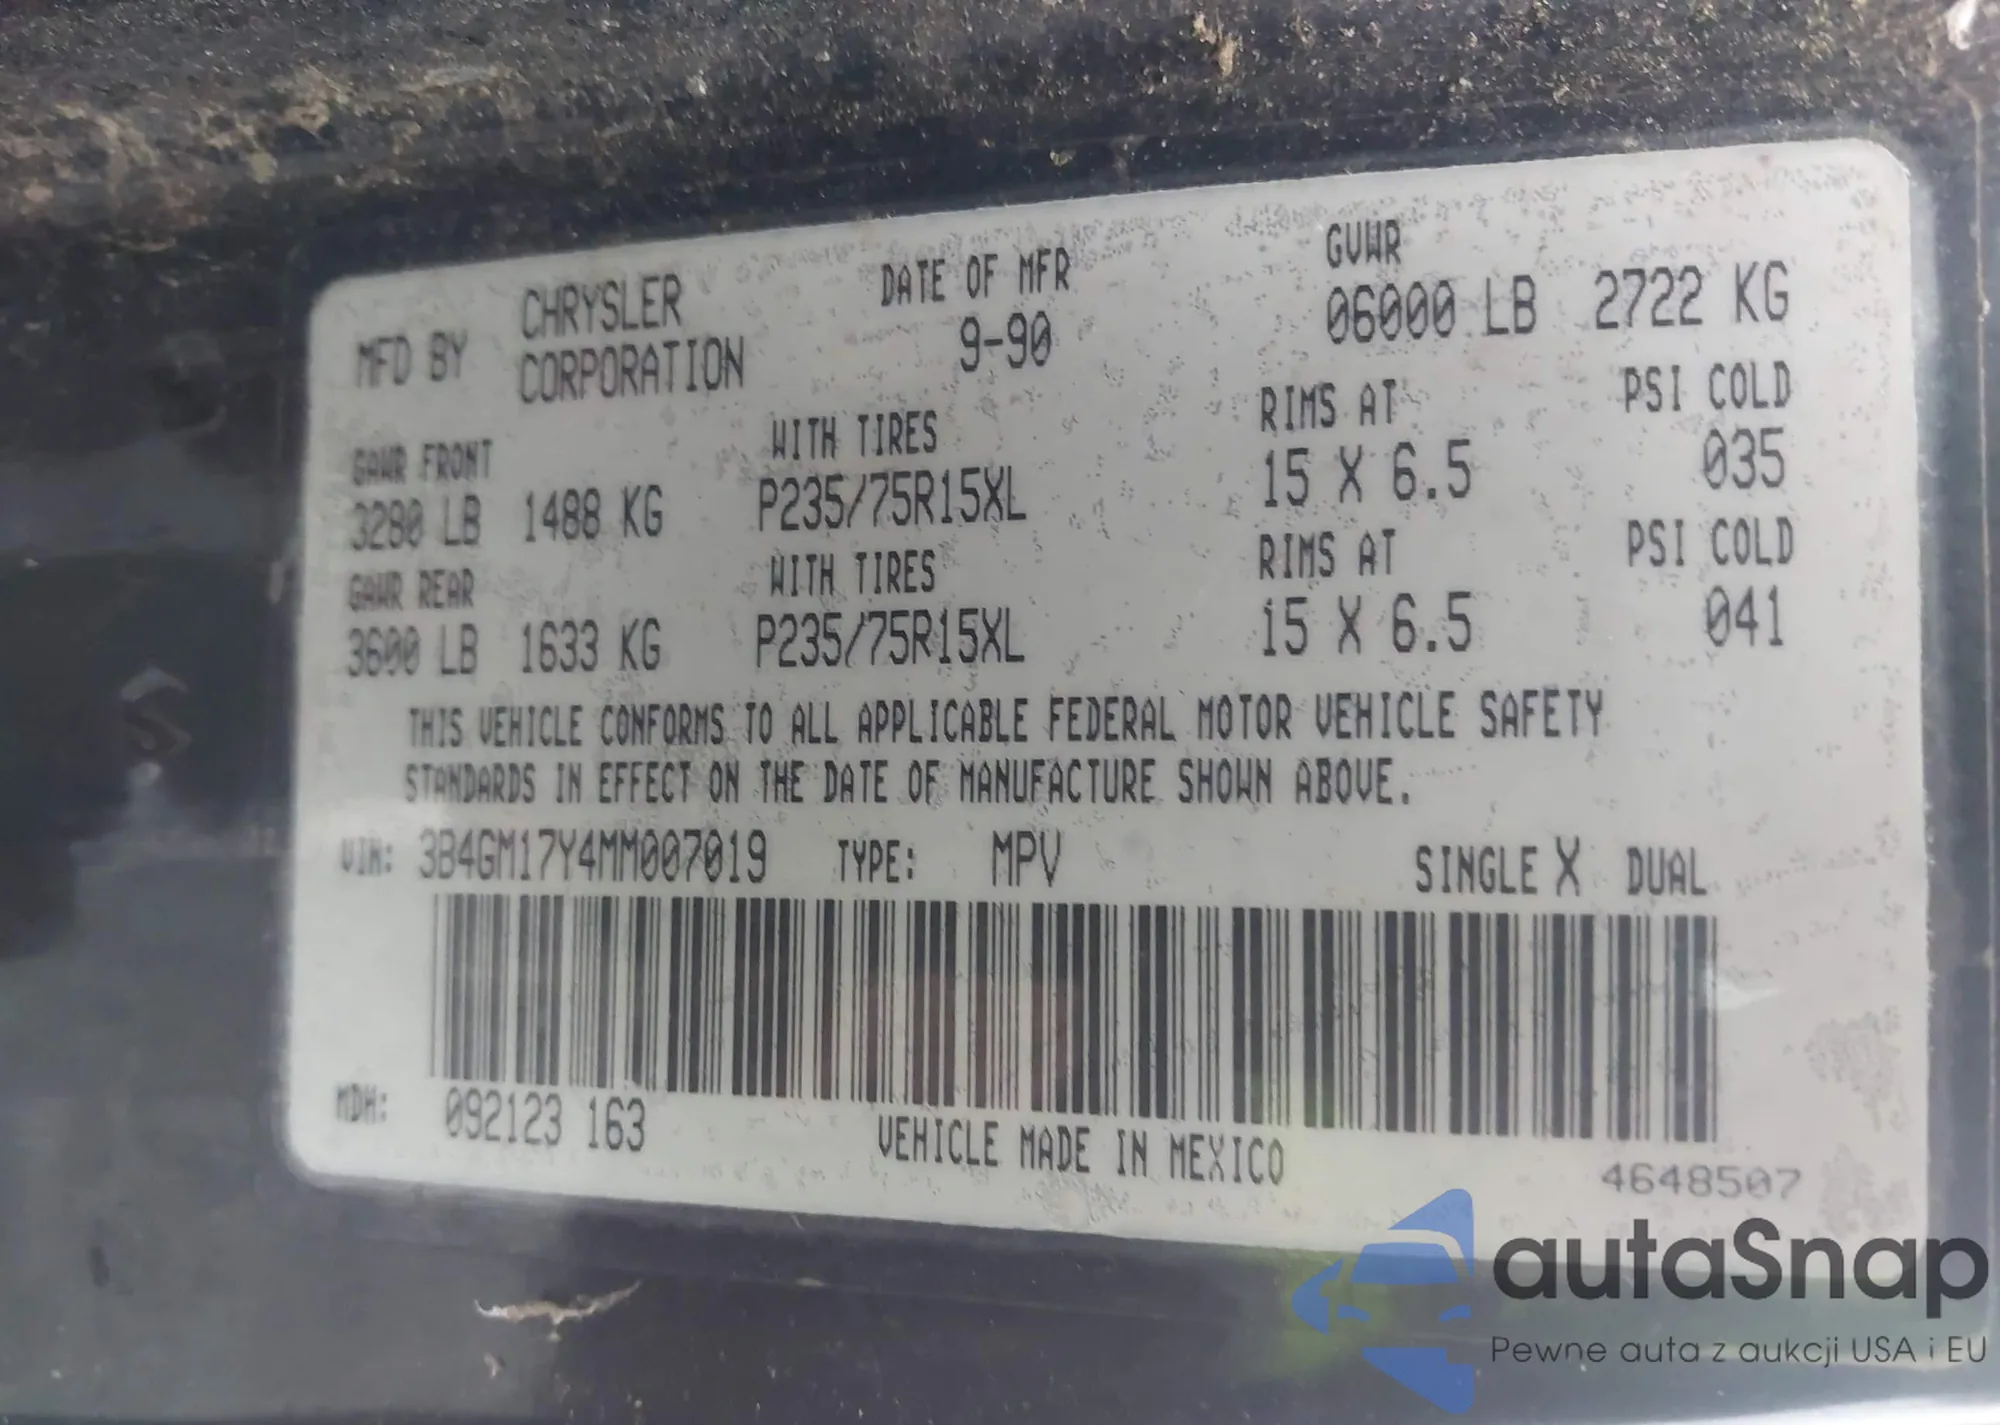 MFD BY CHRYSLER CORPORATION DATE OF MFR 9-90 GVWR 06000 LB 2722 KG
GAWR FRONT WITH TIRES RIMS AT PSI COLD
3280 LB 1488 KG P235/75R15XL 15 X 6.5 035
GAWR REAR WITH TIRES RIMS AT PSI COLD
3600 LB 1633 KG P235/75R15XL 15 X 6.5 041
THIS VEHICLE CONFORMS TO ALL APPLICABLE FEDERAL MOTOR VEHICLE SAFETY
STANDARDS IN EFFECT ON THE DATE OF MANUFACTURE SHOWN ABOVE.
VIN: 3B4GM17Y4MM007019 TYPE: MPV SINGLE X DUAL
MDH: 092123 163 VEHICLE MADE IN MEXICO
4648507
autaSnap
Pewne auta z aukcji USA i EU